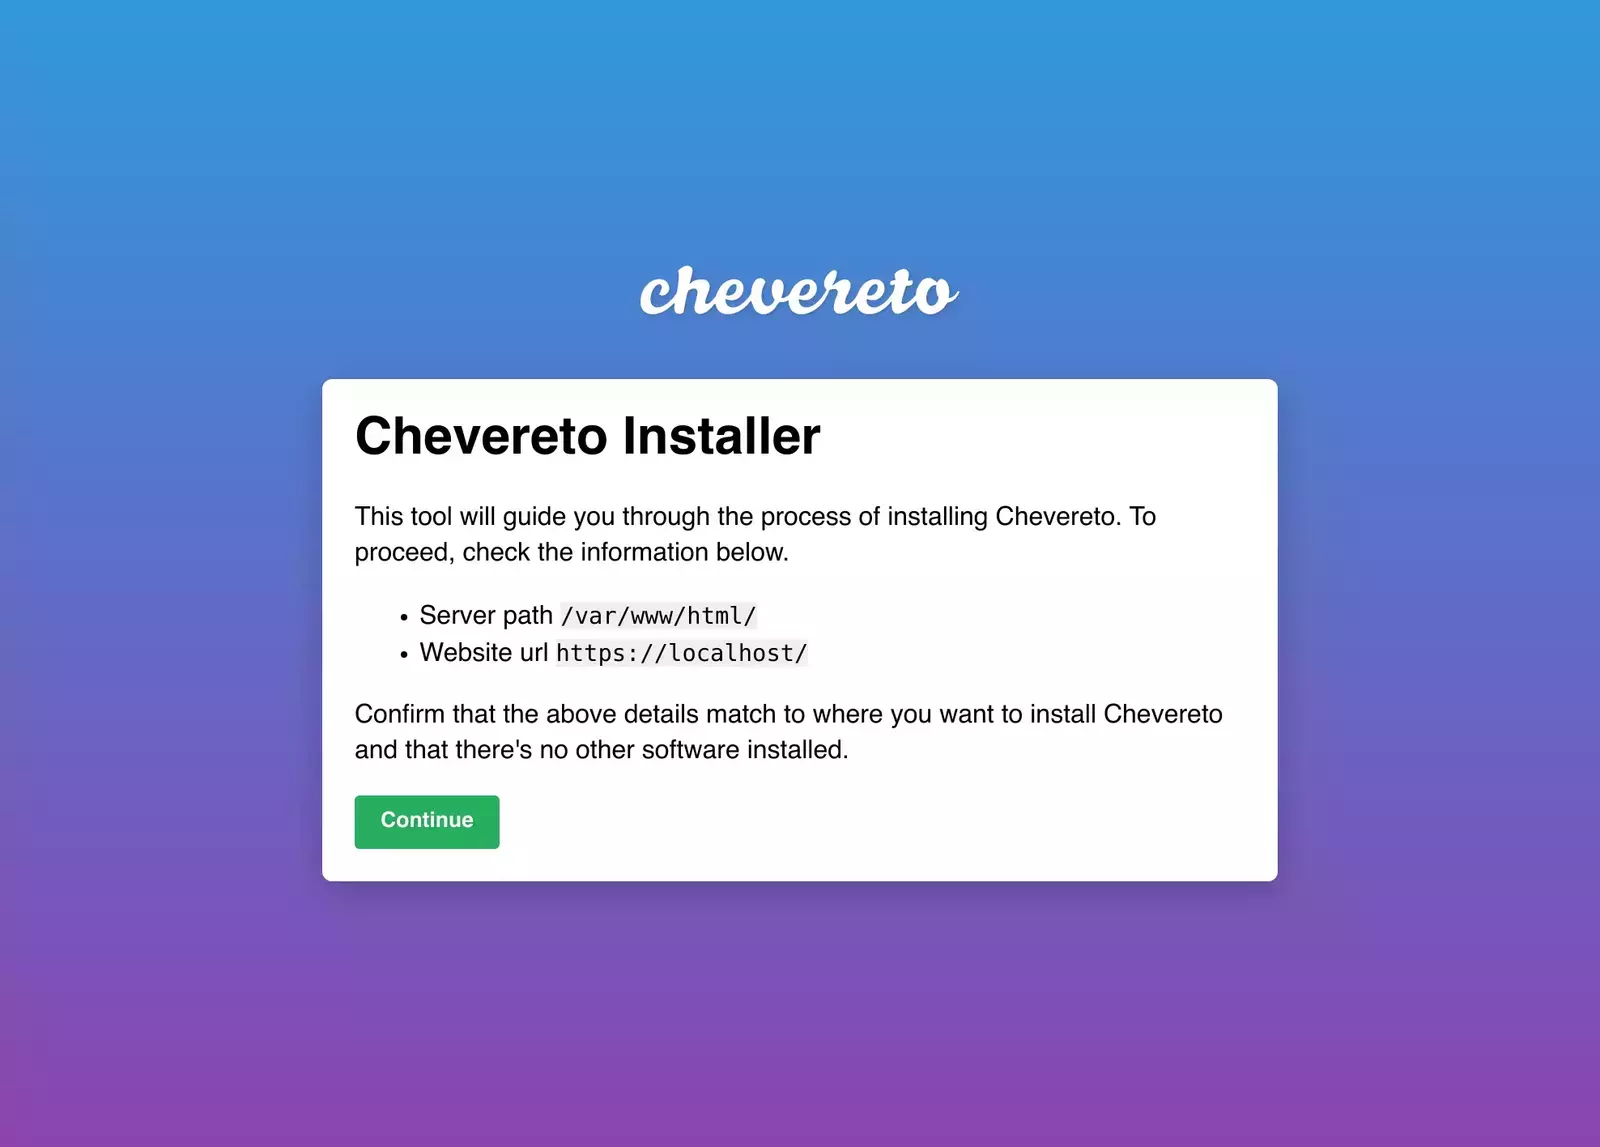 chevereto
Chevereto Installer
This tool will guide you through the process of installing Chevereto. To
proceed, check the information below.
• Server path /var/www/html/
• Website url https://localhost/
Confirm that the above details match to where you want to install Chevereto
and that there's no other software installed.
Continue